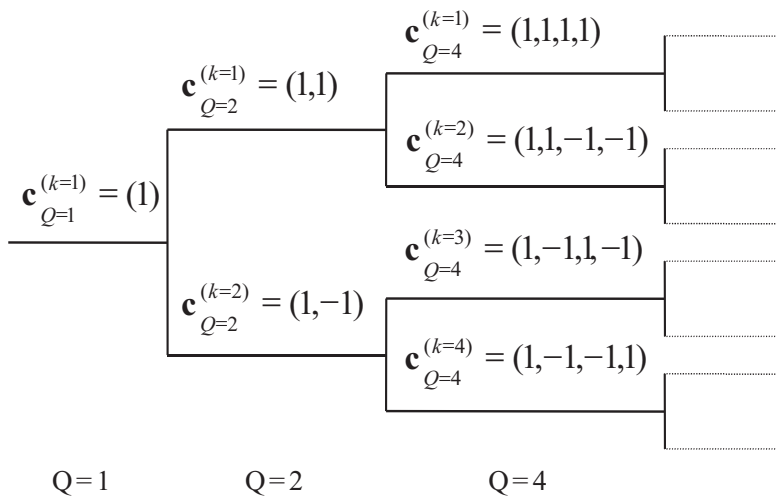 𝐜_{Q=4}^{(k=1)} = (1,1,1,1)
𝐜_{Q=2}^{(k=1)} = (1,1)
𝐜_{Q=4}^{(k=2)} = (1,1,−1,−1)
𝐜_{Q=1}^{(k=1)} = (1)
𝐜_{Q=4}^{(k=3)} = (1,−1,1,−1)
𝐜_{Q=2}^{(k=2)} = (1,−1)
𝐜_{Q=4}^{(k=4)} = (1,−1,−1,1)
Q=1 Q=2 Q=4